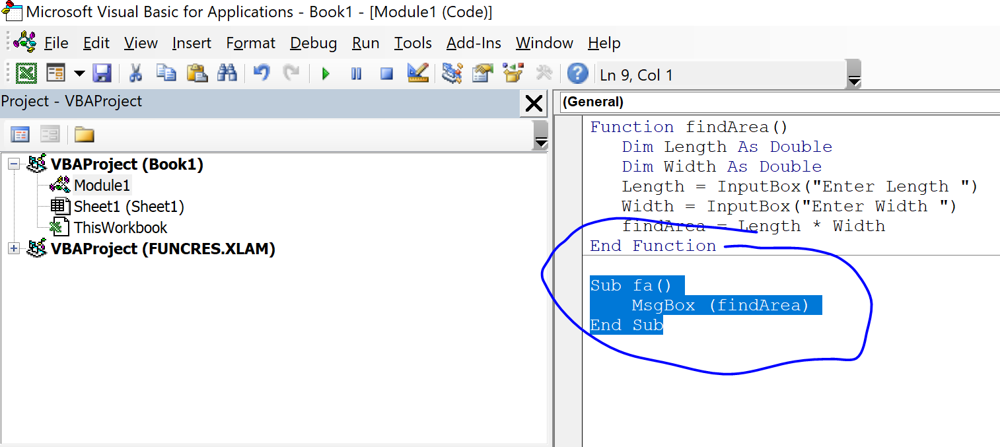 Microsoft Visual Basic for Applications - Book1 - [Module1 (Code)]
File Edit View Insert Format Debug Run Tools Add-Ins Window Help
Ln 9, Col 1
Project - VBAProject
VBAProject (Book1)
Module1
Sheet1 (Sheet1)
ThisWorkbook
VBAProject (FUNCRES.XLAM)
(General)
Function findArea()
Dim Length As Double
Dim Width As Double
Length = InputBox("Enter Length ")
Width = InputBox("Enter Width ")
findArea = Length * Width
End Function
Sub fa()
MsgBox (findArea)
End Sub